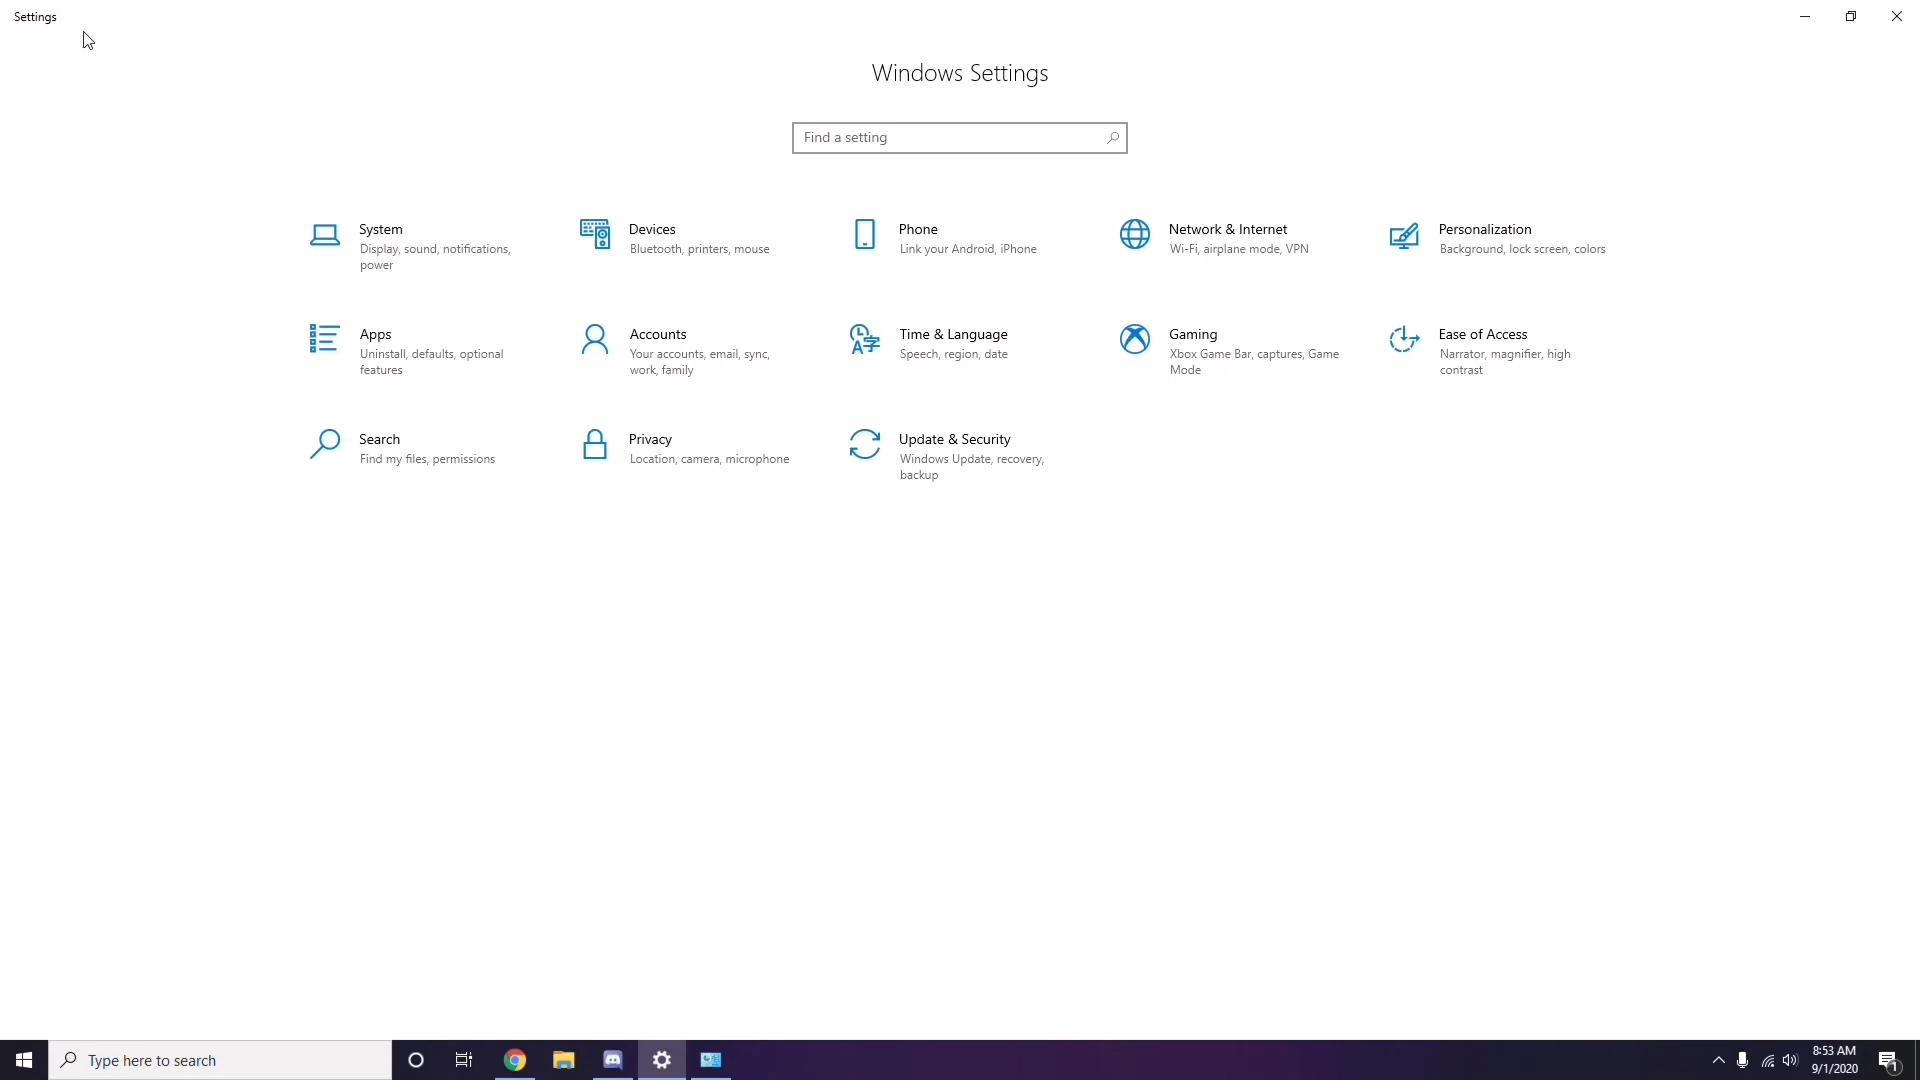 Settings
Windows Settings
Find a setting
System
Display, sound, notifications,
power
Devices
Bluetooth, printers, mouse
Phone
Link your Android, iPhone
Network & Internet
Wi-Fi, airplane mode, VPN
Personalization
Background, lock screen, colors
Apps
Uninstall, defaults, optional
features
Accounts
Your accounts, email, sync,
work, family
Time & Language
Speech, region, date
Gaming
Xbox Game Bar, captures, Game
Mode
Ease of Access
Narrator, magnifier, high
contrast
Search
Find my files, permissions
Privacy
Location, camera, microphone
Update & Security
Windows Update, recovery,
backup
Type here to search
8:53 AM
9/1/2020
1